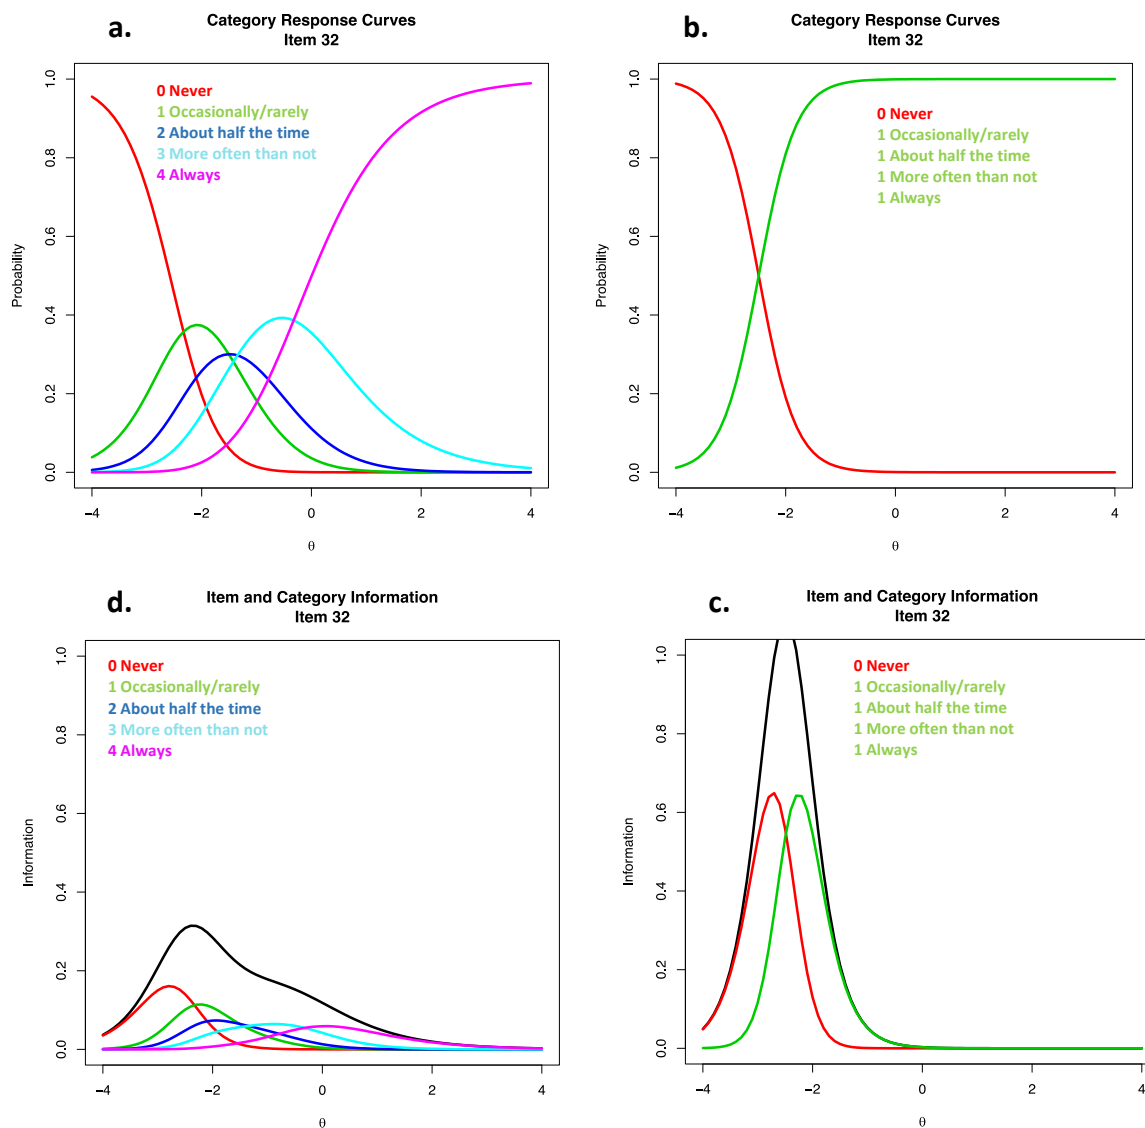 a.
Category Response Curves
Item 32
0 Never
1 Occasionally/rarely
2 About half the time
3 More often than not
4 Always
Probability
0.0
0.2
0.4
0.6
0.8
1.0
−4
−2
0
2
4
θ
b.
Category Response Curves
Item 32
0 Never
1 Occasionally/rarely
1 About half the time
1 More often than not
1 Always
Probability
0.0
0.2
0.4
0.6
0.8
1.0
−4
−2
0
2
4
θ
d.
Item and Category Information
Item 32
0 Never
1 Occasionally/rarely
2 About half the time
3 More often than not
4 Always
Information
0.0
0.2
0.4
0.6
0.8
1.0
−4
−2
0
2
4
θ
c.
Item and Category Information
Item 32
0 Never
1 Occasionally/rarely
1 About half the time
1 More often than not
1 Always
Information
0.0
0.2
0.4
0.6
0.8
1.0
−4
−2
0
2
4
θ